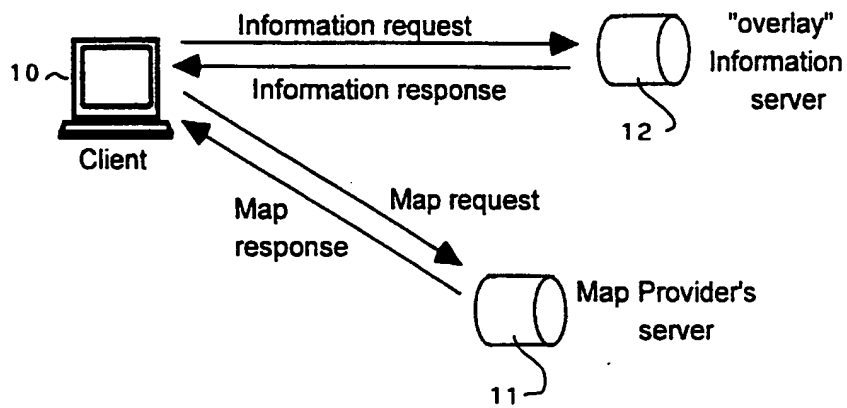 Information request
"overlay"
Information
server
10
Information response
12
Client
Map request
Map
response
Map Provider's
server
11